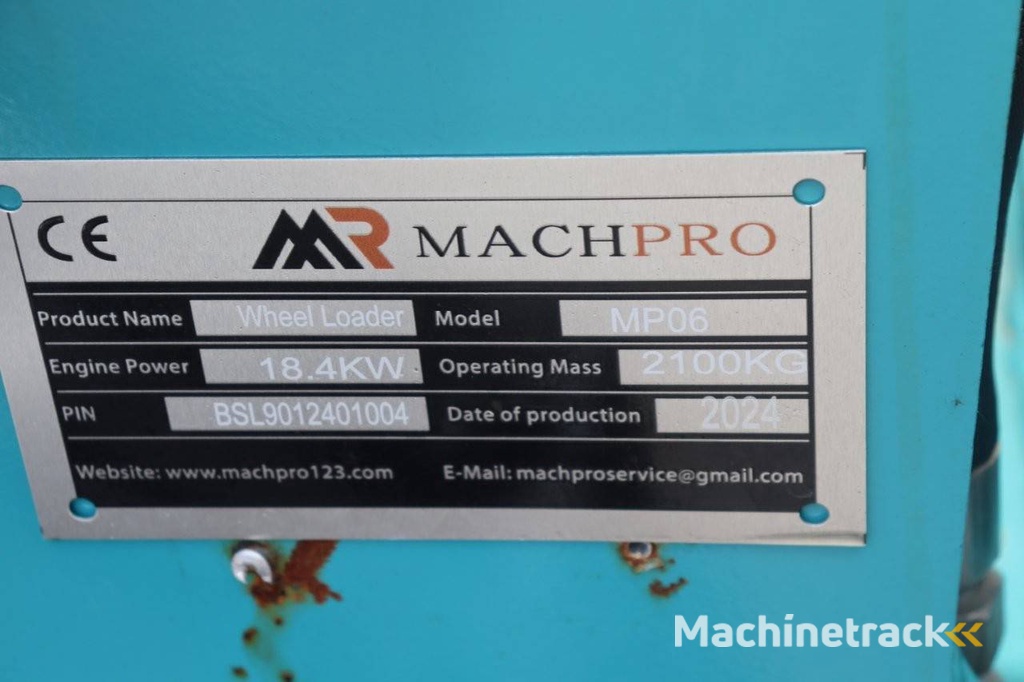 CE MR MACHPRO
Product Name Wheel Loader Model MP06
Engine Power 18.4KW Operating Mass 2100KG
PIN BSL9012401004 Date of production 2024
Website: www.machpro123.com E-Mail: machproservice@gmail.com
Machinetrack